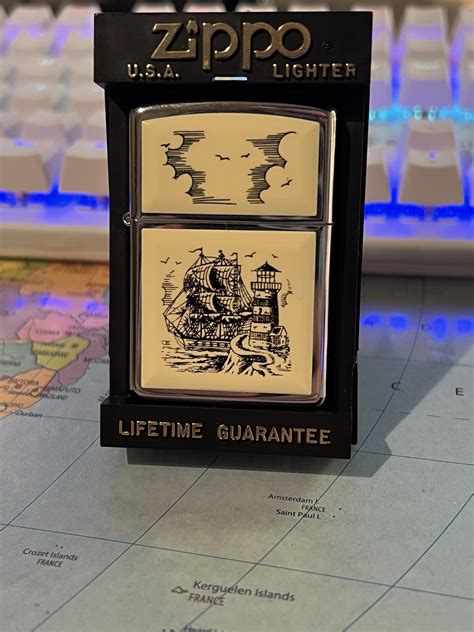 zippo
U.S.A. LIGHTER
LIFETIME GUARANTEE
Durban
Amsterdam I.
FRANCE
Saint Paul I.
Crozet Islands
FRANCE
Kerguelen Islands
FRANCE